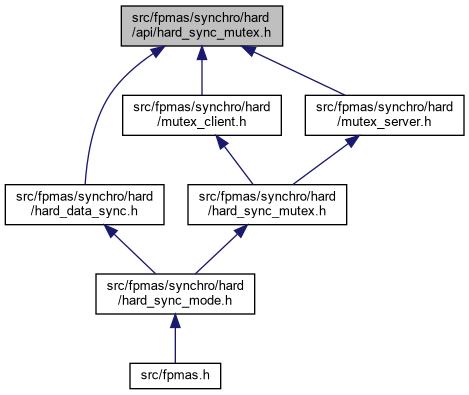 src/fpmas/synchro/hard
/api/hard_sync_mutex.h
src/fpmas/synchro/hard
/mutex_client.h
src/fpmas/synchro/hard
/mutex_server.h
src/fpmas/synchro/hard
/hard_data_sync.h
src/fpmas/synchro/hard
/hard_sync_mutex.h
src/fpmas/synchro/hard
/hard_sync_mode.h
src/fpmas.h